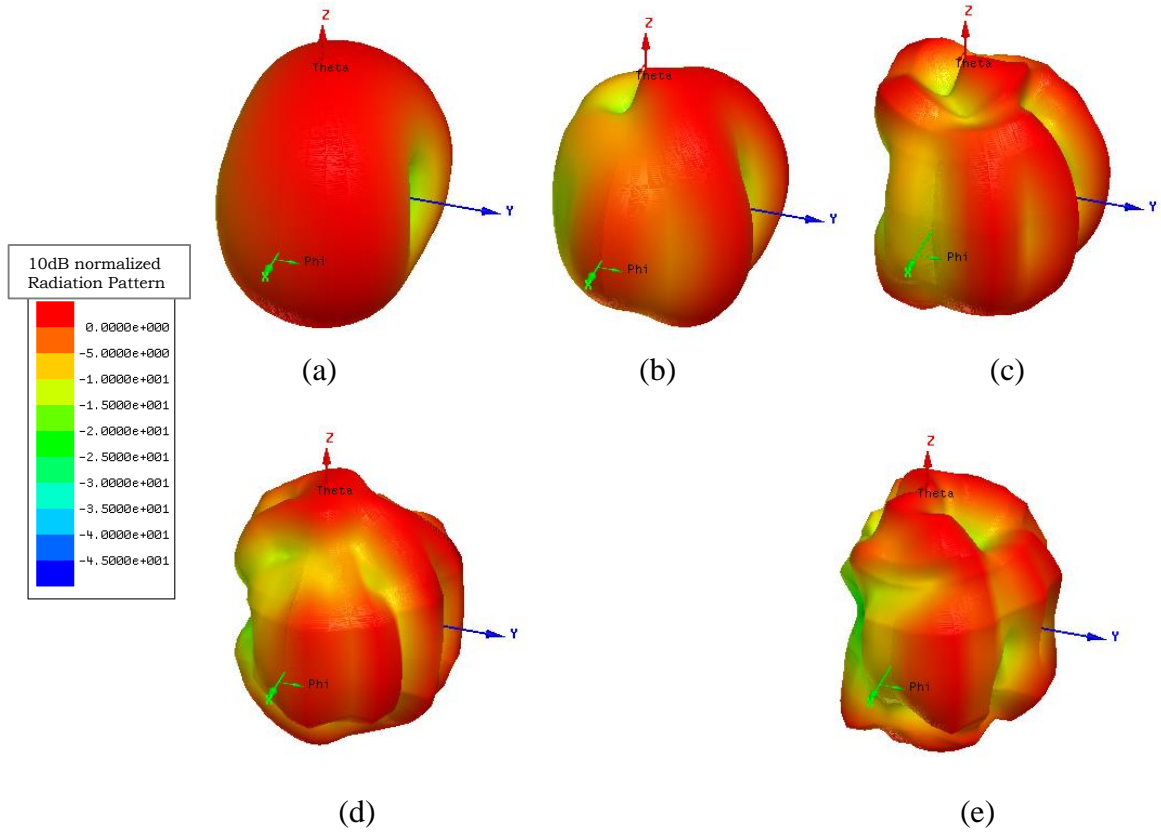 Z
Theta
Y
Phi
X
(a)
Z
Theta
Y
Phi
X
(b)
Z
Theta
Y
Phi
X
(c)
10dB normalized
Radiation Pattern
0.0000e+000
-5.0000e+000
-1.0000e+001
-1.5000e+001
-2.0000e+001
-2.5000e+001
-3.0000e+001
-3.5000e+001
-4.0000e+001
-4.5000e+001
Z
Theta
Y
Phi
X
(d)
Z
Theta
Y
Phi
X
(e)